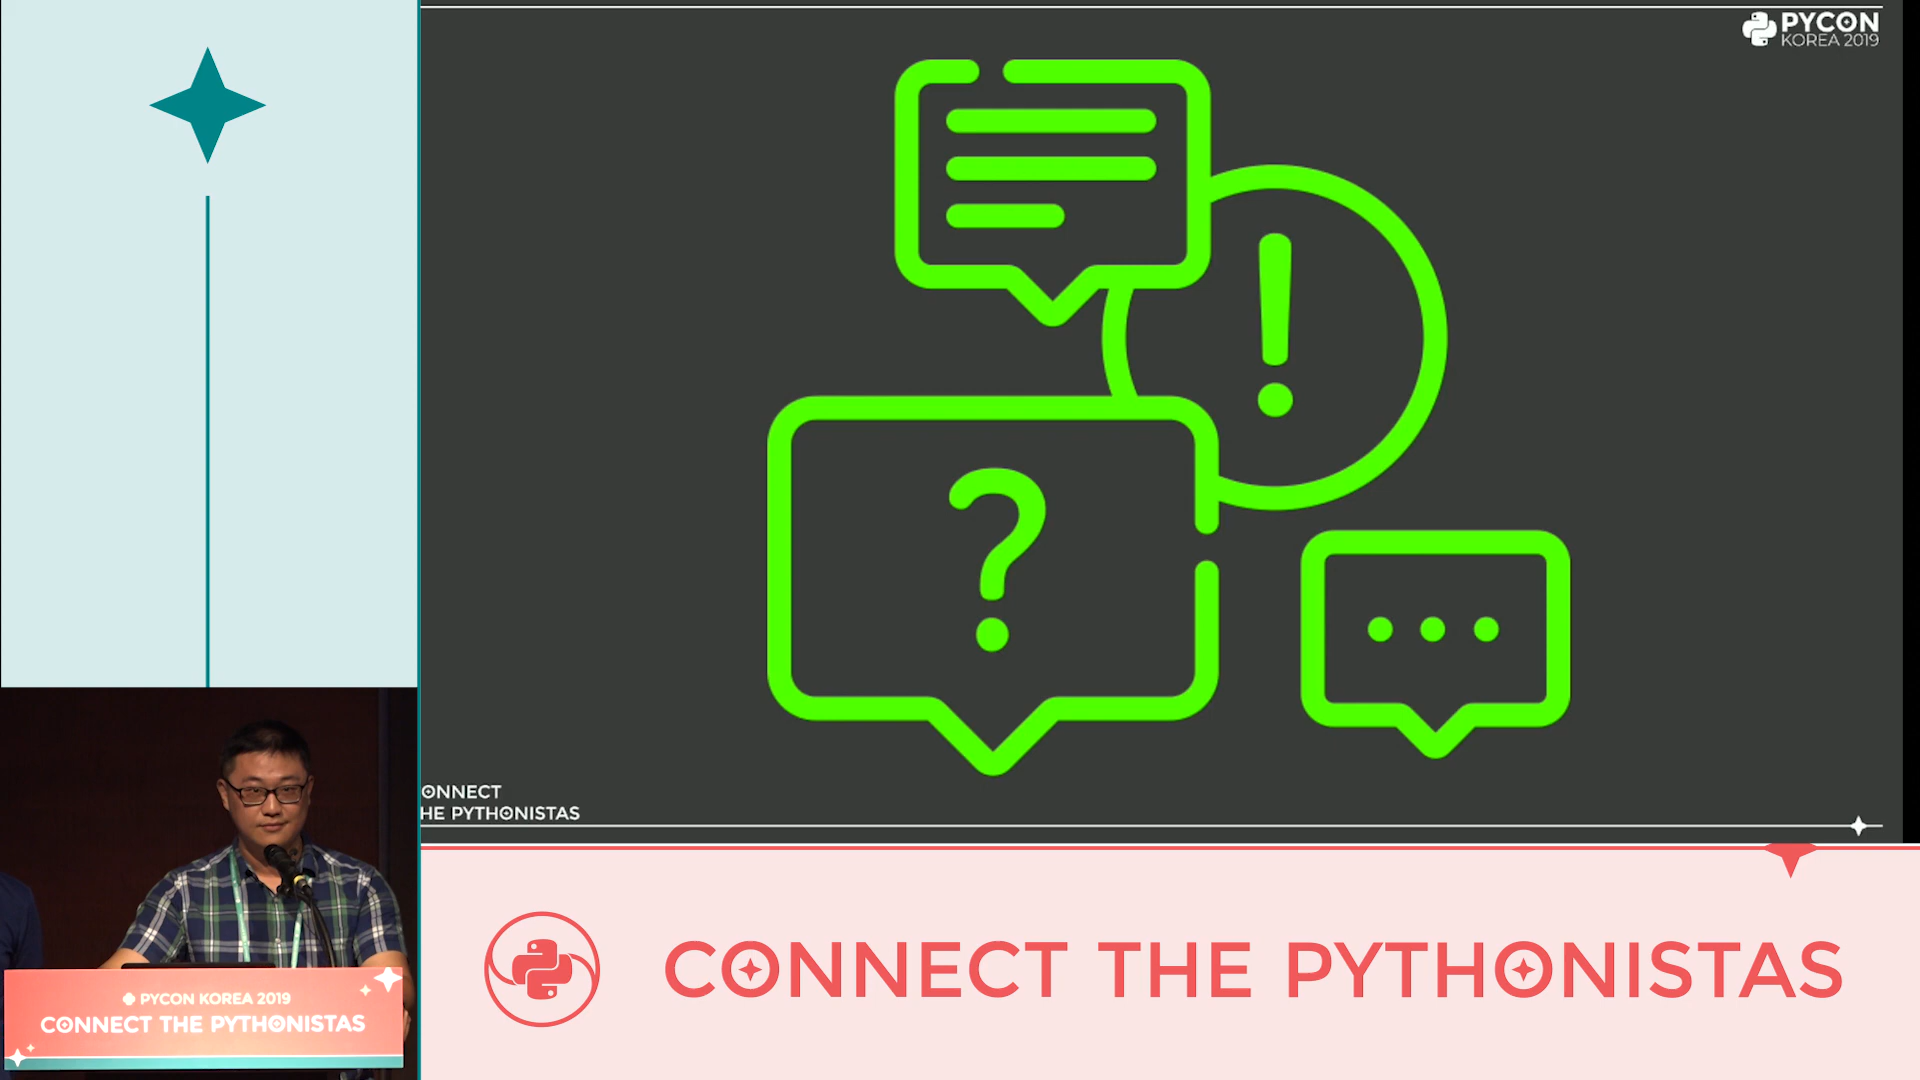 PYCON
KOREA 2019
!
?
...
ONNECT
HE PYTHONISTAS
PYCON KOREA 2019
CONNECT THE PYTHONISTAS
CONNECT THE PYTHONISTAS